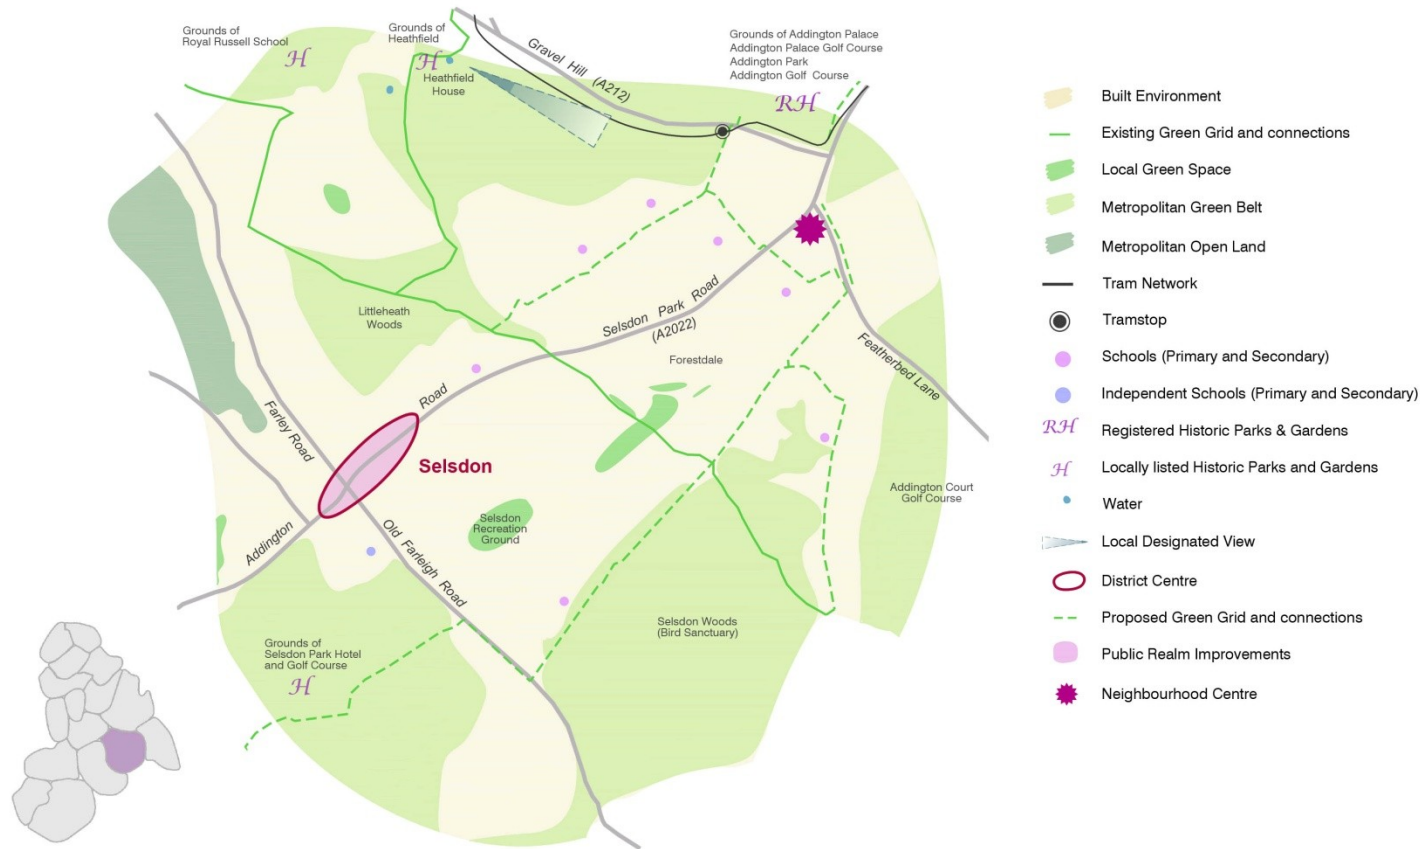 Grounds of
Royal Russell School
H
Grounds of
Heathfield
H
Heathfield
House
Gravel Hill (A212)
Grounds of Addington Palace
Addington Palace Golf Course
Addington Park
Addington Golf Course
RH
Littleheath
Woods
Selsdon Park Road
(A2022)
Forestdale
Featherbed Lane
Farley Road
Road
Selsdon
Addington
Old Farleigh Road
Selsdon
Recreation
Ground
Addington Court
Golf Course
Selsdon Woods
(Bird Sanctuary)
Grounds of
Selsdon Park Hotel
and Golf Course
H
Built Environment
Existing Green Grid and connections
Local Green Space
Metropolitan Green Belt
Metropolitan Open Land
Tram Network
Tramstop
Schools (Primary and Secondary)
Independent Schools (Primary and Secondary)
RH Registered Historic Parks & Gardens
H Locally listed Historic Parks and Gardens
Water
Local Designated View
District Centre
Proposed Green Grid and connections
Public Realm Improvements
Neighbourhood Centre